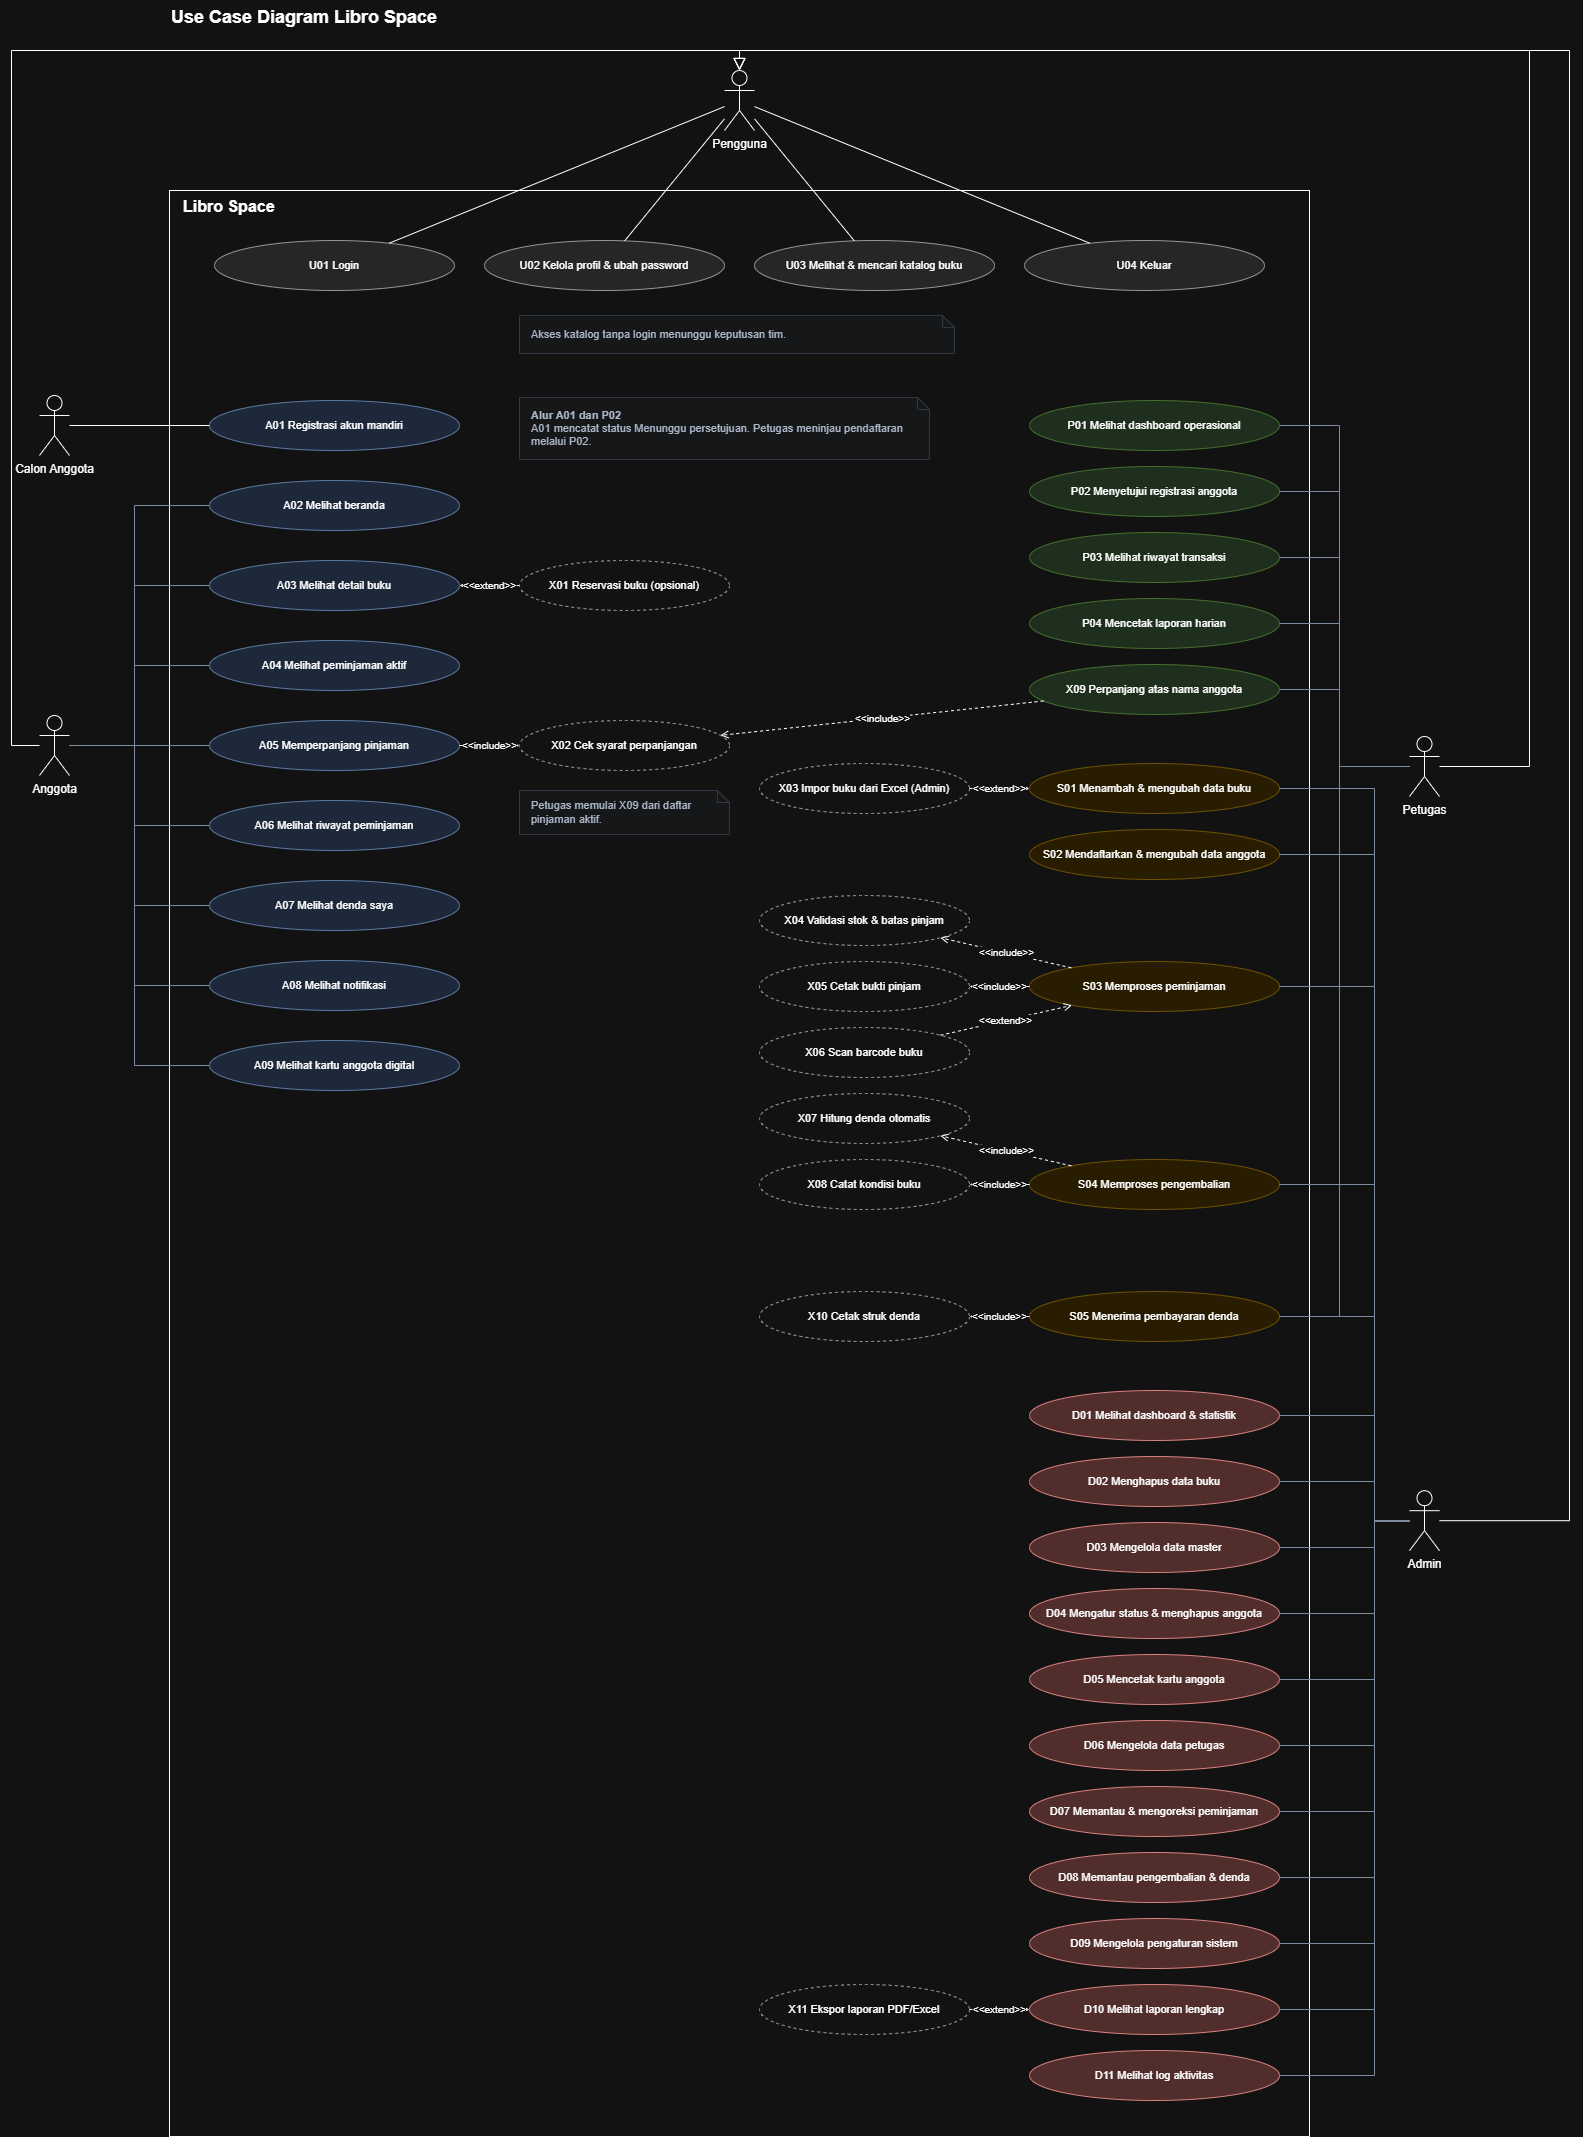 Use Case Diagram Libro Space
Pengguna
Libro Space
U01 Login
U02 Kelola profil & ubah password
U03 Melihat & mencari katalog buku
U04 Keluar
Akses katalog tanpa login menunggu keputusan tim.
Calon Anggota
A01 Registrasi akun mandiri
Alur A01 dan P02
A01 mencatat status Menunggu persetujuan. Petugas meninjau pendaftaran
melalui P02.
P01 Melihat dashboard operasional
A02 Melihat beranda
P02 Menyetujui registrasi anggota
P03 Melihat riwayat transaksi
A03 Melihat detail buku
<<extend>>
X01 Reservasi buku (opsional)
P04 Mencetak laporan harian
A04 Melihat peminjaman aktif
X09 Perpanjang atas nama anggota
<<include>>
Anggota
A05 Memperpanjang pinjaman
<<include>>
X02 Cek syarat perpanjangan
Petugas
X03 Impor buku dari Excel (Admin)
<<extend>>
S01 Menambah & mengubah data buku
Petugas memulai X09 dari daftar
pinjaman aktif.
A06 Melihat riwayat peminjaman
S02 Mendaftarkan & mengubah data anggota
A07 Melihat denda saya
X04 Validasi stok & batas pinjam
<<include>>
A08 Melihat notifikasi
X05 Cetak bukti pinjam
<<include>>
S03 Memproses peminjaman
<<extend>>
X06 Scan barcode buku
A09 Melihat kartu anggota digital
X07 Hitung denda otomatis
<<include>>
X08 Catat kondisi buku
<<include>>
S04 Memproses pengembalian
X10 Cetak struk denda
<<include>>
S05 Menerima pembayaran denda
D01 Melihat dashboard & statistik
D02 Menghapus data buku
D03 Mengelola data master
Admin
D04 Mengatur status & menghapus anggota
D05 Mencetak kartu anggota
D06 Mengelola data petugas
D07 Memantau & mengoreksi peminjaman
D08 Memantau pengembalian & denda
D09 Mengelola pengaturan sistem
X11 Ekspor laporan PDF/Excel
<<extend>>
D10 Melihat laporan lengkap
D11 Melihat log aktivitas